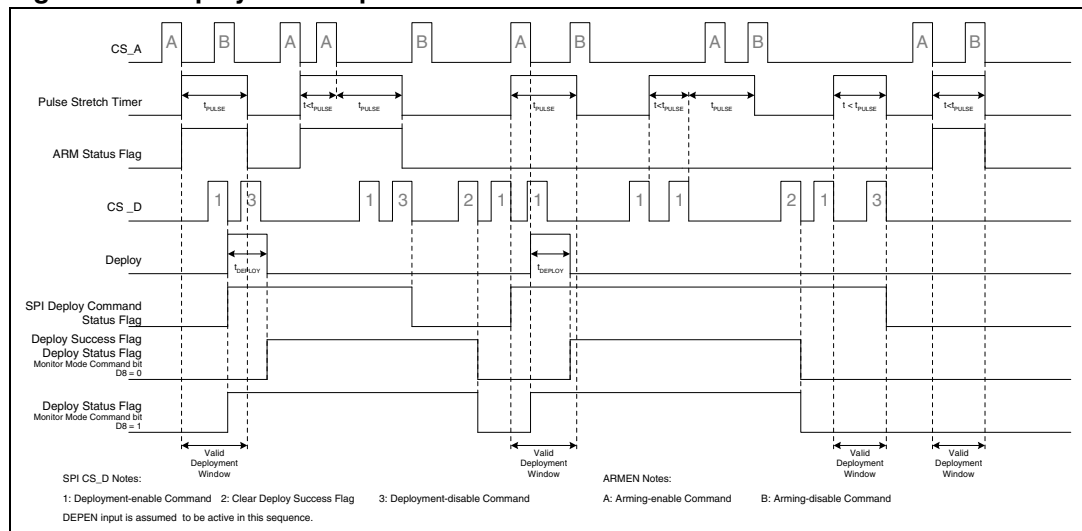 CS_A A B A A B A B A B A B
Pulse Stretch Timer tPULSE t<tPULSE tPULSE tPULSE t<tPULSE tPULSE t < tPULSE t<tPULSE
ARM Status Flag
CS _D 1 3 1 3 2 1 1 1 1 2 1 3
Deploy tDEPLOY tDEPLOY
SPI Deploy Command
Status Flag
Deploy Success Flag
Deploy Status Flag
Monitor Mode Command bit
D8 = 0
Deploy Status Flag
Monitor Mode Command bit
D8 = 1
Valid
Deployment
Window
Valid
Deployment
Window
Valid
Deployment
Window
Valid
Deployment
Window
SPI CS_D Notes:
1: Deployment-enable Command 2: Clear Deploy Success Flag 3: Deployment-disable Command
DEPEN input is assumed to be active in this sequence.
ARMEN Notes:
A: Arming-enable Command B: Arming-disable Command